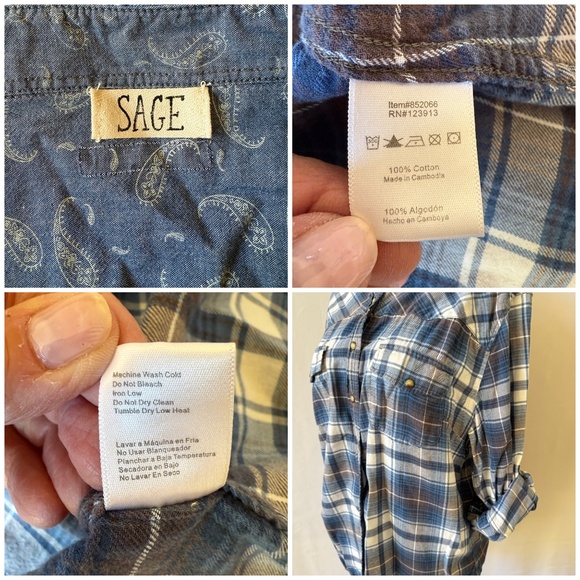 SAGE
Item#852066
RN#123913
100% Cotton
Made in Cambodia
100% Algodón
Hecho en Camboya
Machine Wash Cold
Do Not Bleach
Iron Low
Do Not Dry Clean
Tumble Dry Low Heat
Lavar a Máquina en Fria
No Usar Blanqueador
Planchar a Baja Temperatura
Secadora en Bajo
No Lavar En Seco